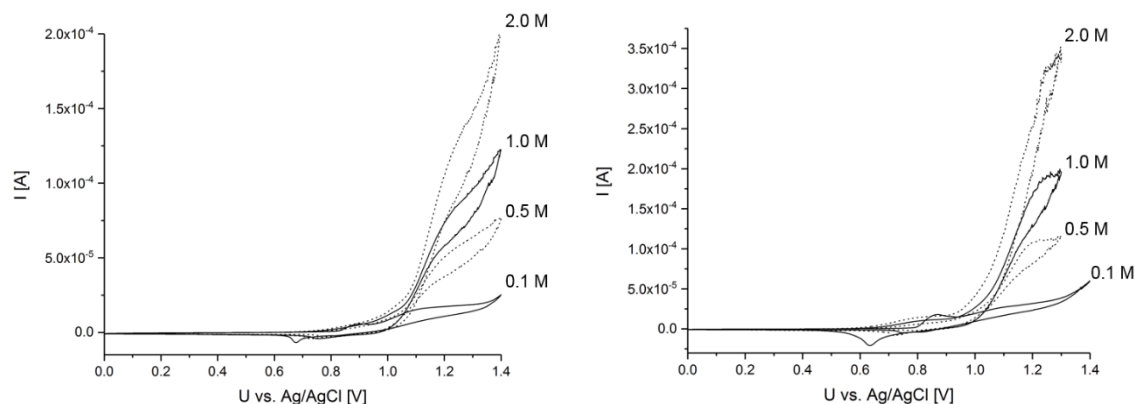 2.0x10⁻⁴
1.5x10⁻⁴
1.0x10⁻⁴
5.0x10⁻⁵
0.0
I [A]
2.0 M
1.0 M
0.5 M
0.1 M
0.0 0.2 0.4 0.6 0.8 1.0 1.2 1.4
U vs. Ag/AgCl [V]
3.5x10⁻⁴
3.0x10⁻⁴
2.5x10⁻⁴
2.0x10⁻⁴
1.5x10⁻⁴
1.0x10⁻⁴
5.0x10⁻⁵
0.0
I [A]
2.0 M
1.0 M
0.5 M
0.1 M
0.0 0.2 0.4 0.6 0.8 1.0 1.2 1.4
U vs. Ag/AgCl [V]